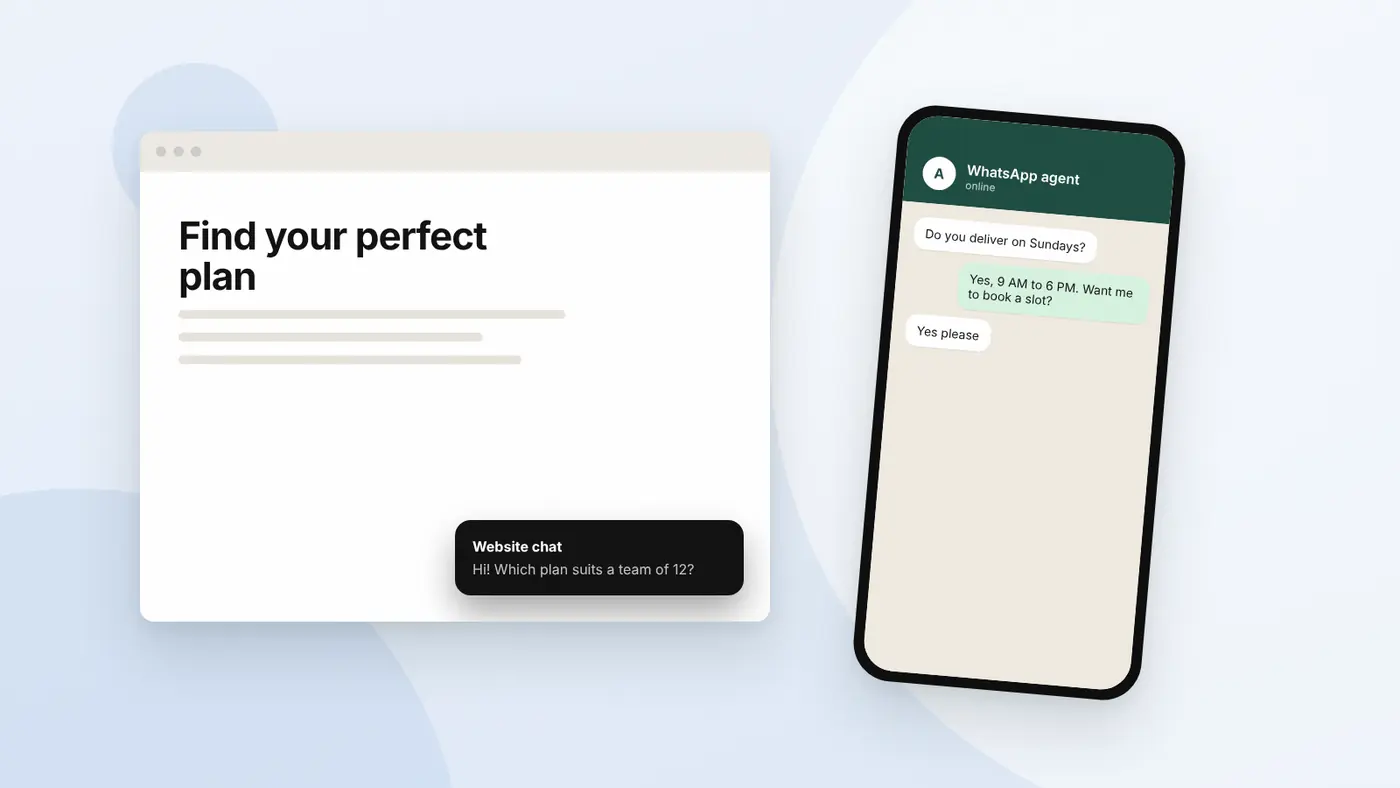 Find your perfect
plan
Website chat
Hi! Which plan suits a team of 12?
A
WhatsApp agent
online
Do you deliver on Sundays?
Yes, 9 AM to 6 PM. Want me
to book a slot?
Yes please